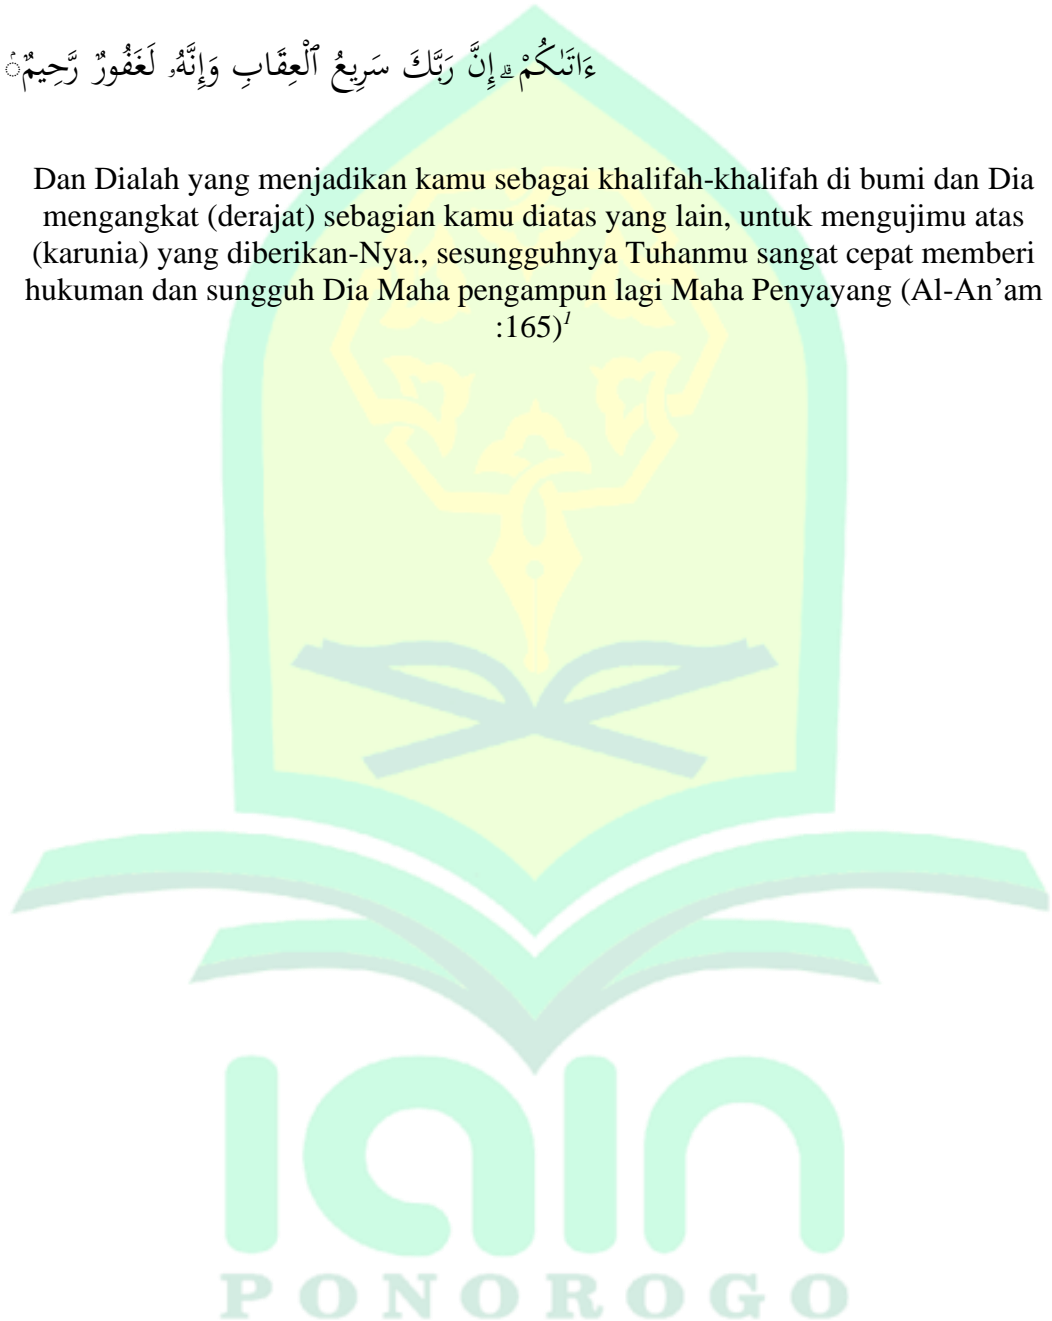 ءَاتَىٰكُمْ ۗ إِنَّ رَبَّكَ سَرِيعُ ٱلْعِقَابِ وَإِنَّهُۥ لَغَفُورٌ رَّحِيمٌۢ
Dan Dialah yang menjadikan kamu sebagai khalifah-khalifah di bumi dan Dia
mengangkat (derajat) sebagian kamu diatas yang lain, untuk mengujimu atas
(karunia) yang diberikan-Nya., sesungguhnya Tuhanmu sangat cepat memberi
hukuman dan sungguh Dia Maha pengampun lagi Maha Penyayang (Al-An’am
:165)1
iain
PONOROGO